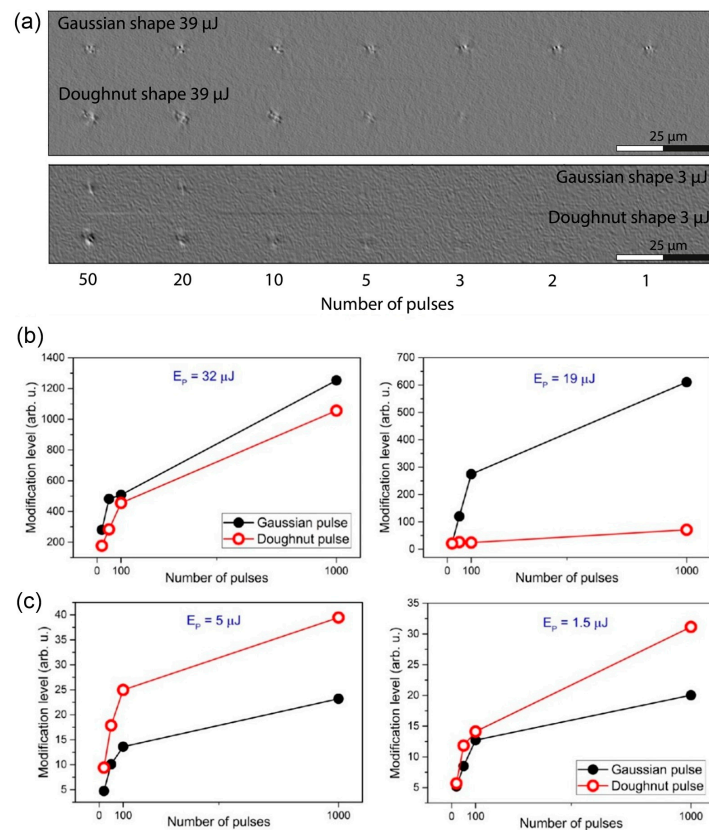 (a)
Gaussian shape 39 μJ
Doughnut shape 39 μJ
25 μm
Gaussian shape 3 μJ
Doughnut shape 3 μJ
25 μm
50 20 10 5 3 2 1
Number of pulses
(b)
1400
1200
1000
800
600
400
200
Modification level (arb. u.)
E_P = 32 μJ
Gaussian pulse
Doughnut pulse
0 100 1000
Number of pulses
700
600
500
400
300
200
100
0
Modification level (arb. u.)
E_P = 19 μJ
0 100 1000
Number of pulses
(c)
40
35
30
25
20
15
10
5
Modification level (arb. u.)
E_P = 5 μJ
0 100 1000
Number of pulses
35
30
25
20
15
10
5
Modification level (arb. u.)
E_P = 1.5 μJ
Gaussian pulse
Doughnut pulse
0 100 1000
Number of pulses